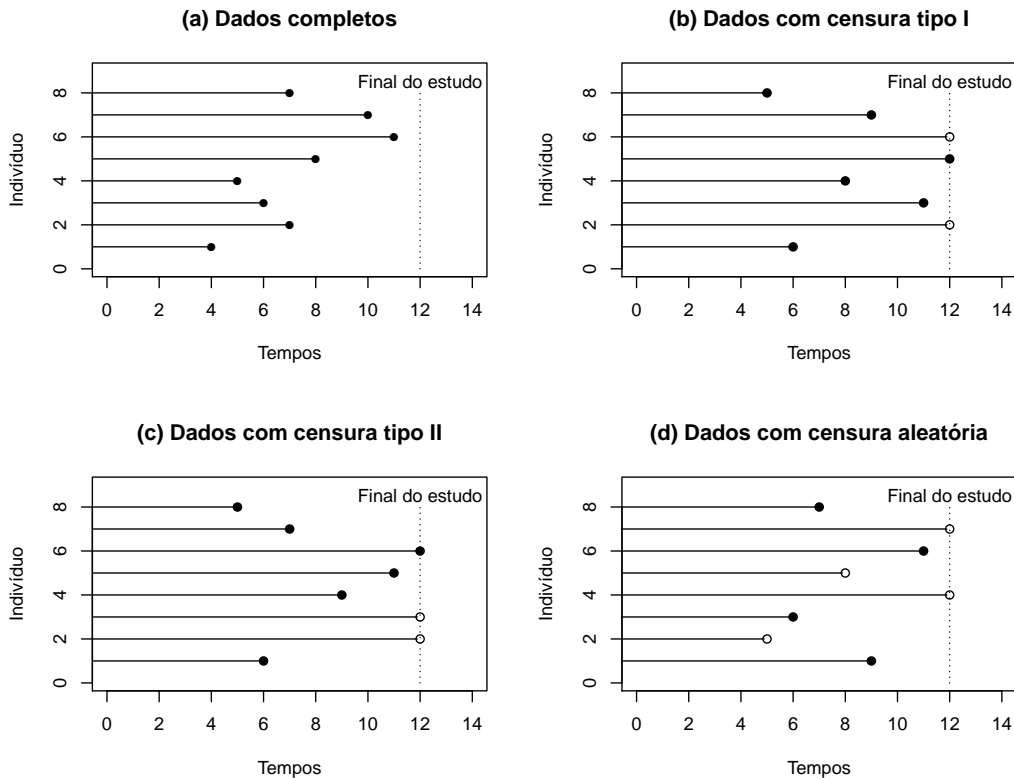 (a) Dados completos
Final do estudo
Indivíduo
0 2 4 6 8
0 2 4 6 8 10 12 14
Tempos
(b) Dados com censura tipo I
Final do estudo
Indivíduo
0 2 4 6 8
0 2 4 6 8 10 12 14
Tempos
(c) Dados com censura tipo II
Final do estudo
Indivíduo
0 2 4 6 8
0 2 4 6 8 10 12 14
Tempos
(d) Dados com censura aleatória
Final do estudo
Indivíduo
0 2 4 6 8
0 2 4 6 8 10 12 14
Tempos